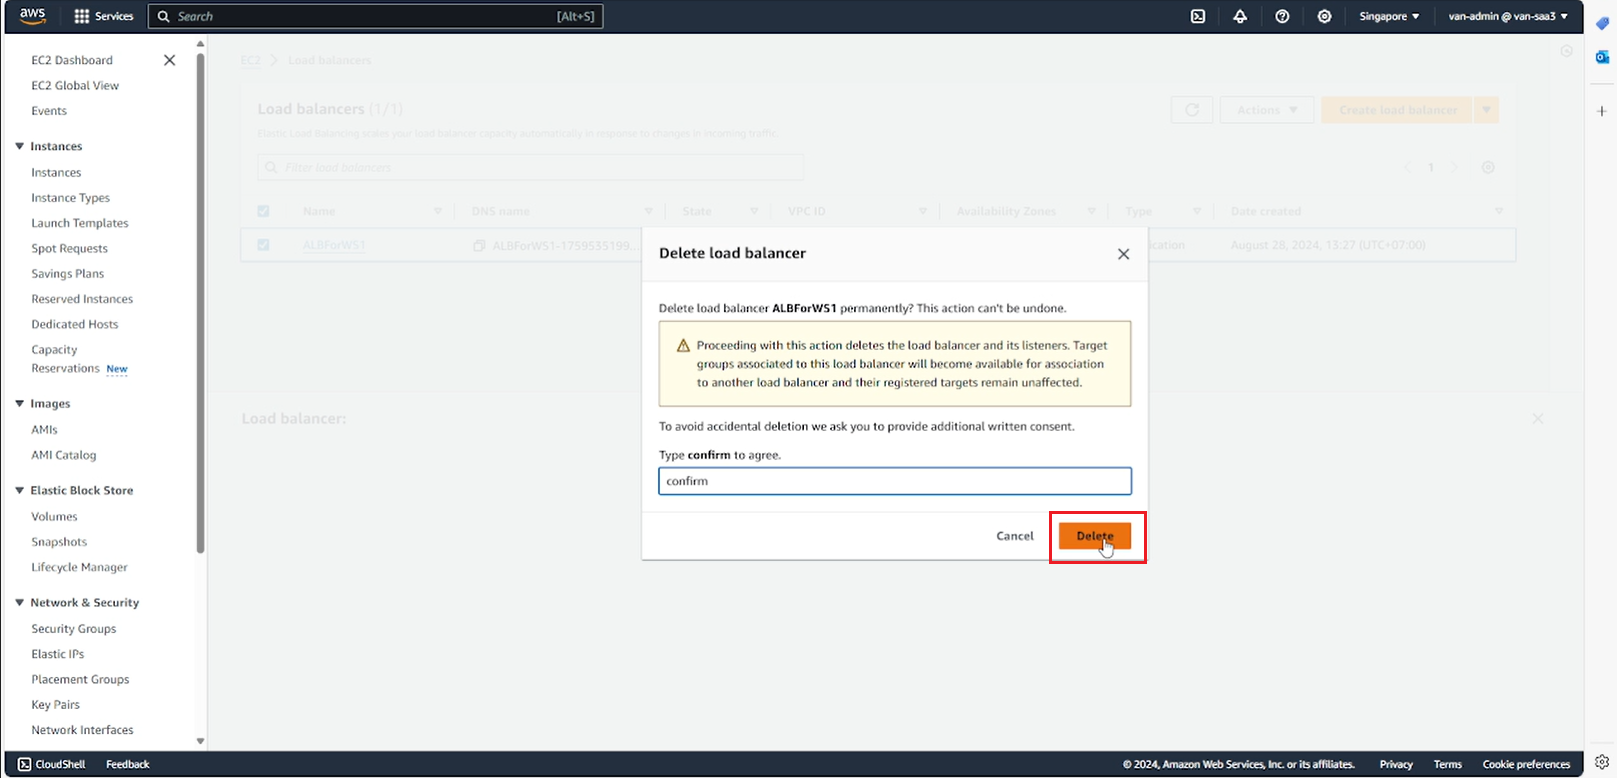 aws Services Search [Alt+S] Singapore van-admin @ van-saa3
EC2 Dashboard
EC2 Global View
Events
Instances
Instances
Instance Types
Launch Templates
Spot Requests
Savings Plans
Reserved Instances
Dedicated Hosts
Capacity
Reservations New
Images
AMIs
AMI Catalog
Elastic Block Store
Volumes
Snapshots
Lifecycle Manager
Network & Security
Security Groups
Elastic IPs
Placement Groups
Key Pairs
Network Interfaces
EC2 Load balancers
Load balancers (1/1)
Actions Create load balancer
Elastic Load Balancing scales your load balancer capacity automatically in response to changes in incoming traffic.
Filter load balancers
1
Name DNS name State VPC ID Availability Zones Type Date created
ALBForWS1 ALBForWS1-1759535199... ication August 28, 2024, 13:27 (UTC+07:00)
Load balancer:
Delete load balancer
Delete load balancer ALBForWS1 permanently? This action can't be undone.
Proceeding with this action deletes the load balancer and its listeners. Target
groups associated to this load balancer will become available for association
to another load balancer and their registered targets remain unaffected.
To avoid accidental deletion we ask you to provide additional written consent.
Type confirm to agree.
confirm
Cancel Delete
CloudShell Feedback © 2024, Amazon Web Services, Inc. or its affiliates. Privacy Terms Cookie preferences